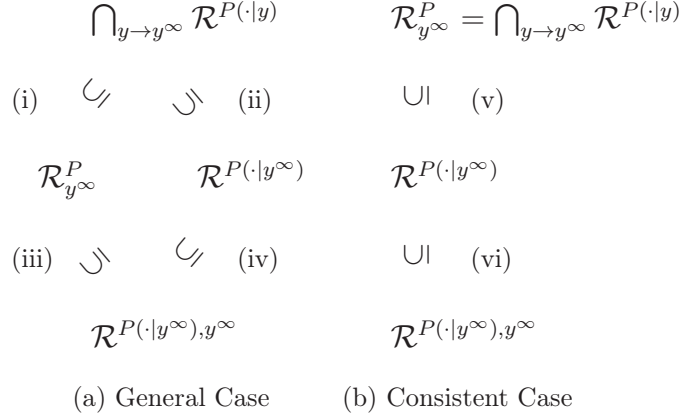 ⋂_{y→y^∞} ℛ^{P(·|y)} ℛ^P_{y^∞} = ⋂_{y→y^∞} ℛ^{P(·|y)}
(i) ⊆ ⊆ (ii) ⊆ (v)
ℛ^P_{y^∞} ℛ^{P(·|y^∞)} ℛ^{P(·|y^∞)}
(iii) ⊆ ⊆ (iv) ⊆ (vi)
ℛ^{P(·|y^∞),y^∞} ℛ^{P(·|y^∞),y^∞}
(a) General Case (b) Consistent Case